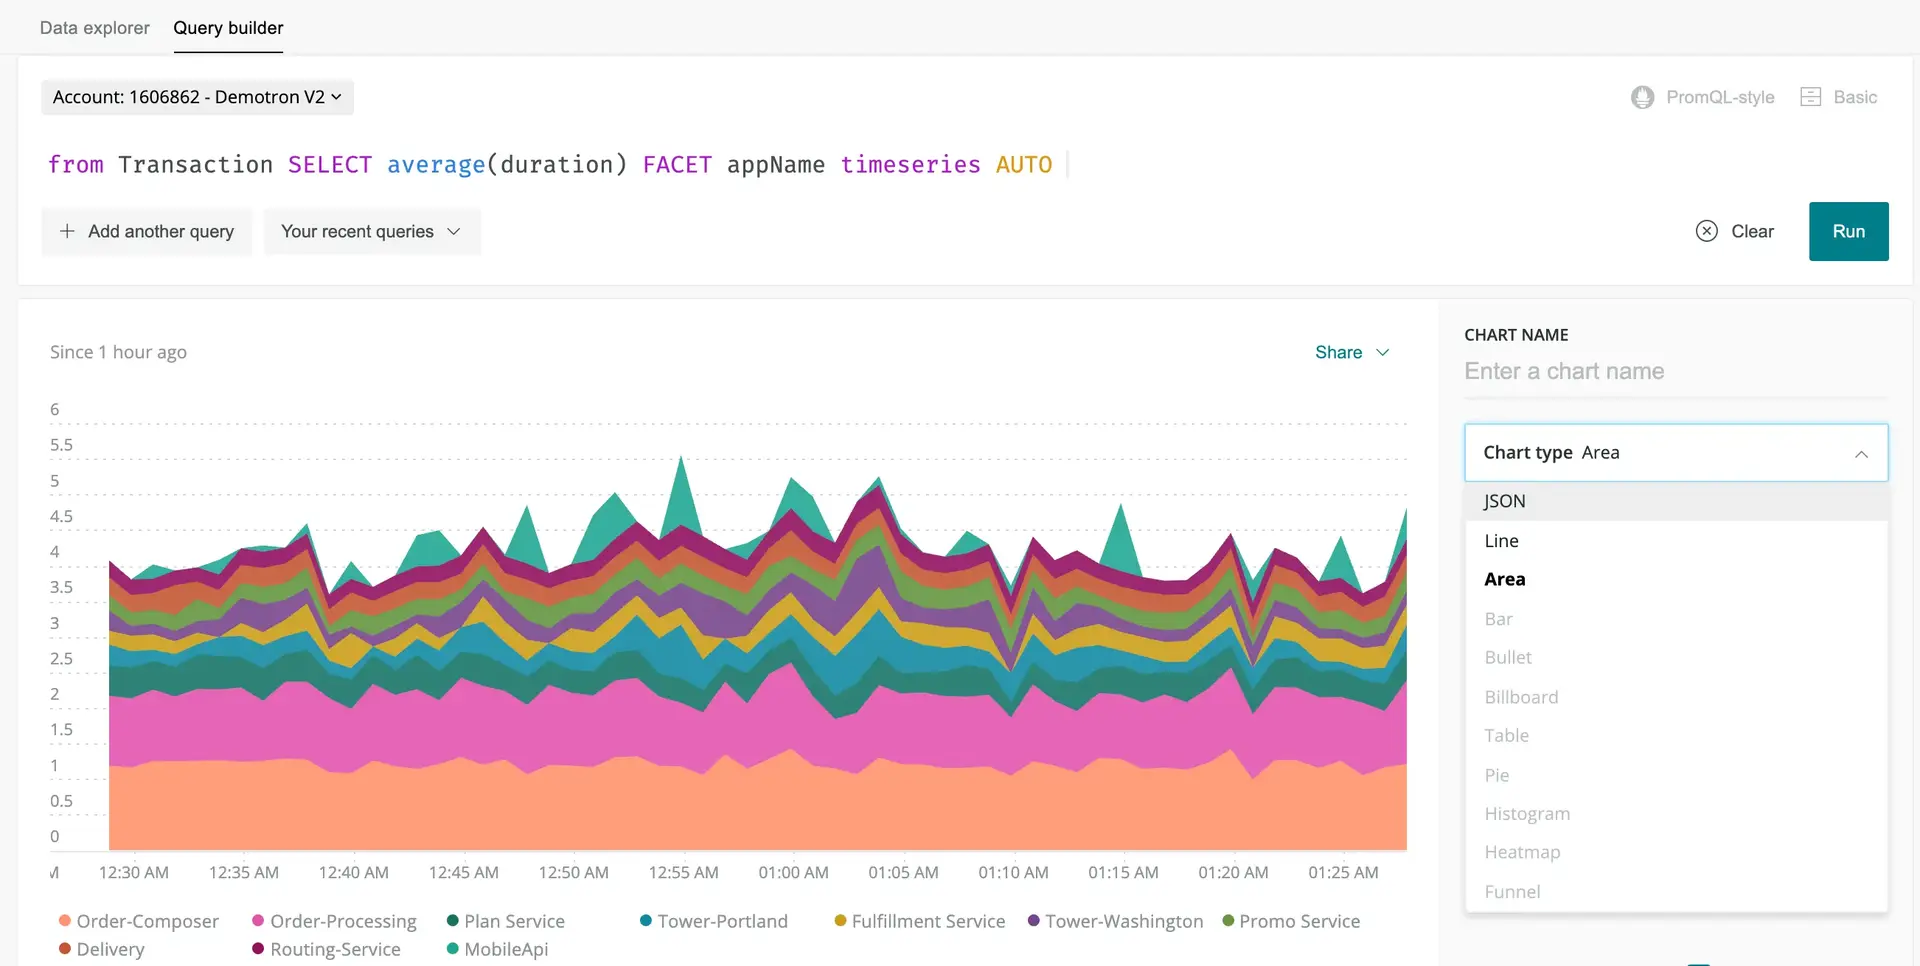 Data explorer Query builder
Account: 1606862 - Demotron V2 PromQL-style Basic
from Transaction SELECT average(duration) FACET appName timeseries AUTO
+ Add another query Your recent queries Clear Run
Since 1 hour ago Share
CHART NAME
Enter a chart name
Chart type Area
JSON
Line
Area
Bar
Bullet
Billboard
Table
Pie
Histogram
Heatmap
Funnel
6
5.5
5
4.5
4
3.5
3
2.5
2
1.5
1
0.5
0
12:30 AM 12:35 AM 12:40 AM 12:45 AM 12:50 AM 12:55 AM 01:00 AM 01:05 AM 01:10 AM 01:15 AM 01:20 AM 01:25 AM
Order-Composer Order-Processing Plan Service Tower-Portland Fulfillment Service Tower-Washington Promo Service
Delivery Routing-Service MobileApi